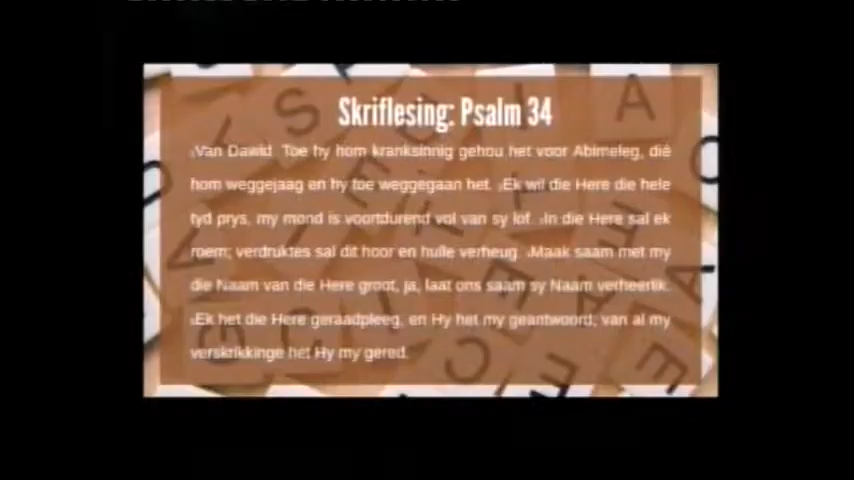 Skriflesing: Psalm 34
Van Dawid. Toe hy hom kranksinnig gehou het voor Abimeleg, dié
hom weggejaag en hy toe weggegaan het. Ek wil die Here die hele
tyd prys, my mond is voortdurend vol van sy lof. In die Here sal ek
roem; verdruktes sal dit hoor en hulle verheug. Maak saam met my
die Naam van die Here groot, ja, laat ons saam sy Naam verheerlik.
Ek het die Here geraadpleeg, en Hy het my geantwoord; van al my
verskrikkinge het Hy my gered.